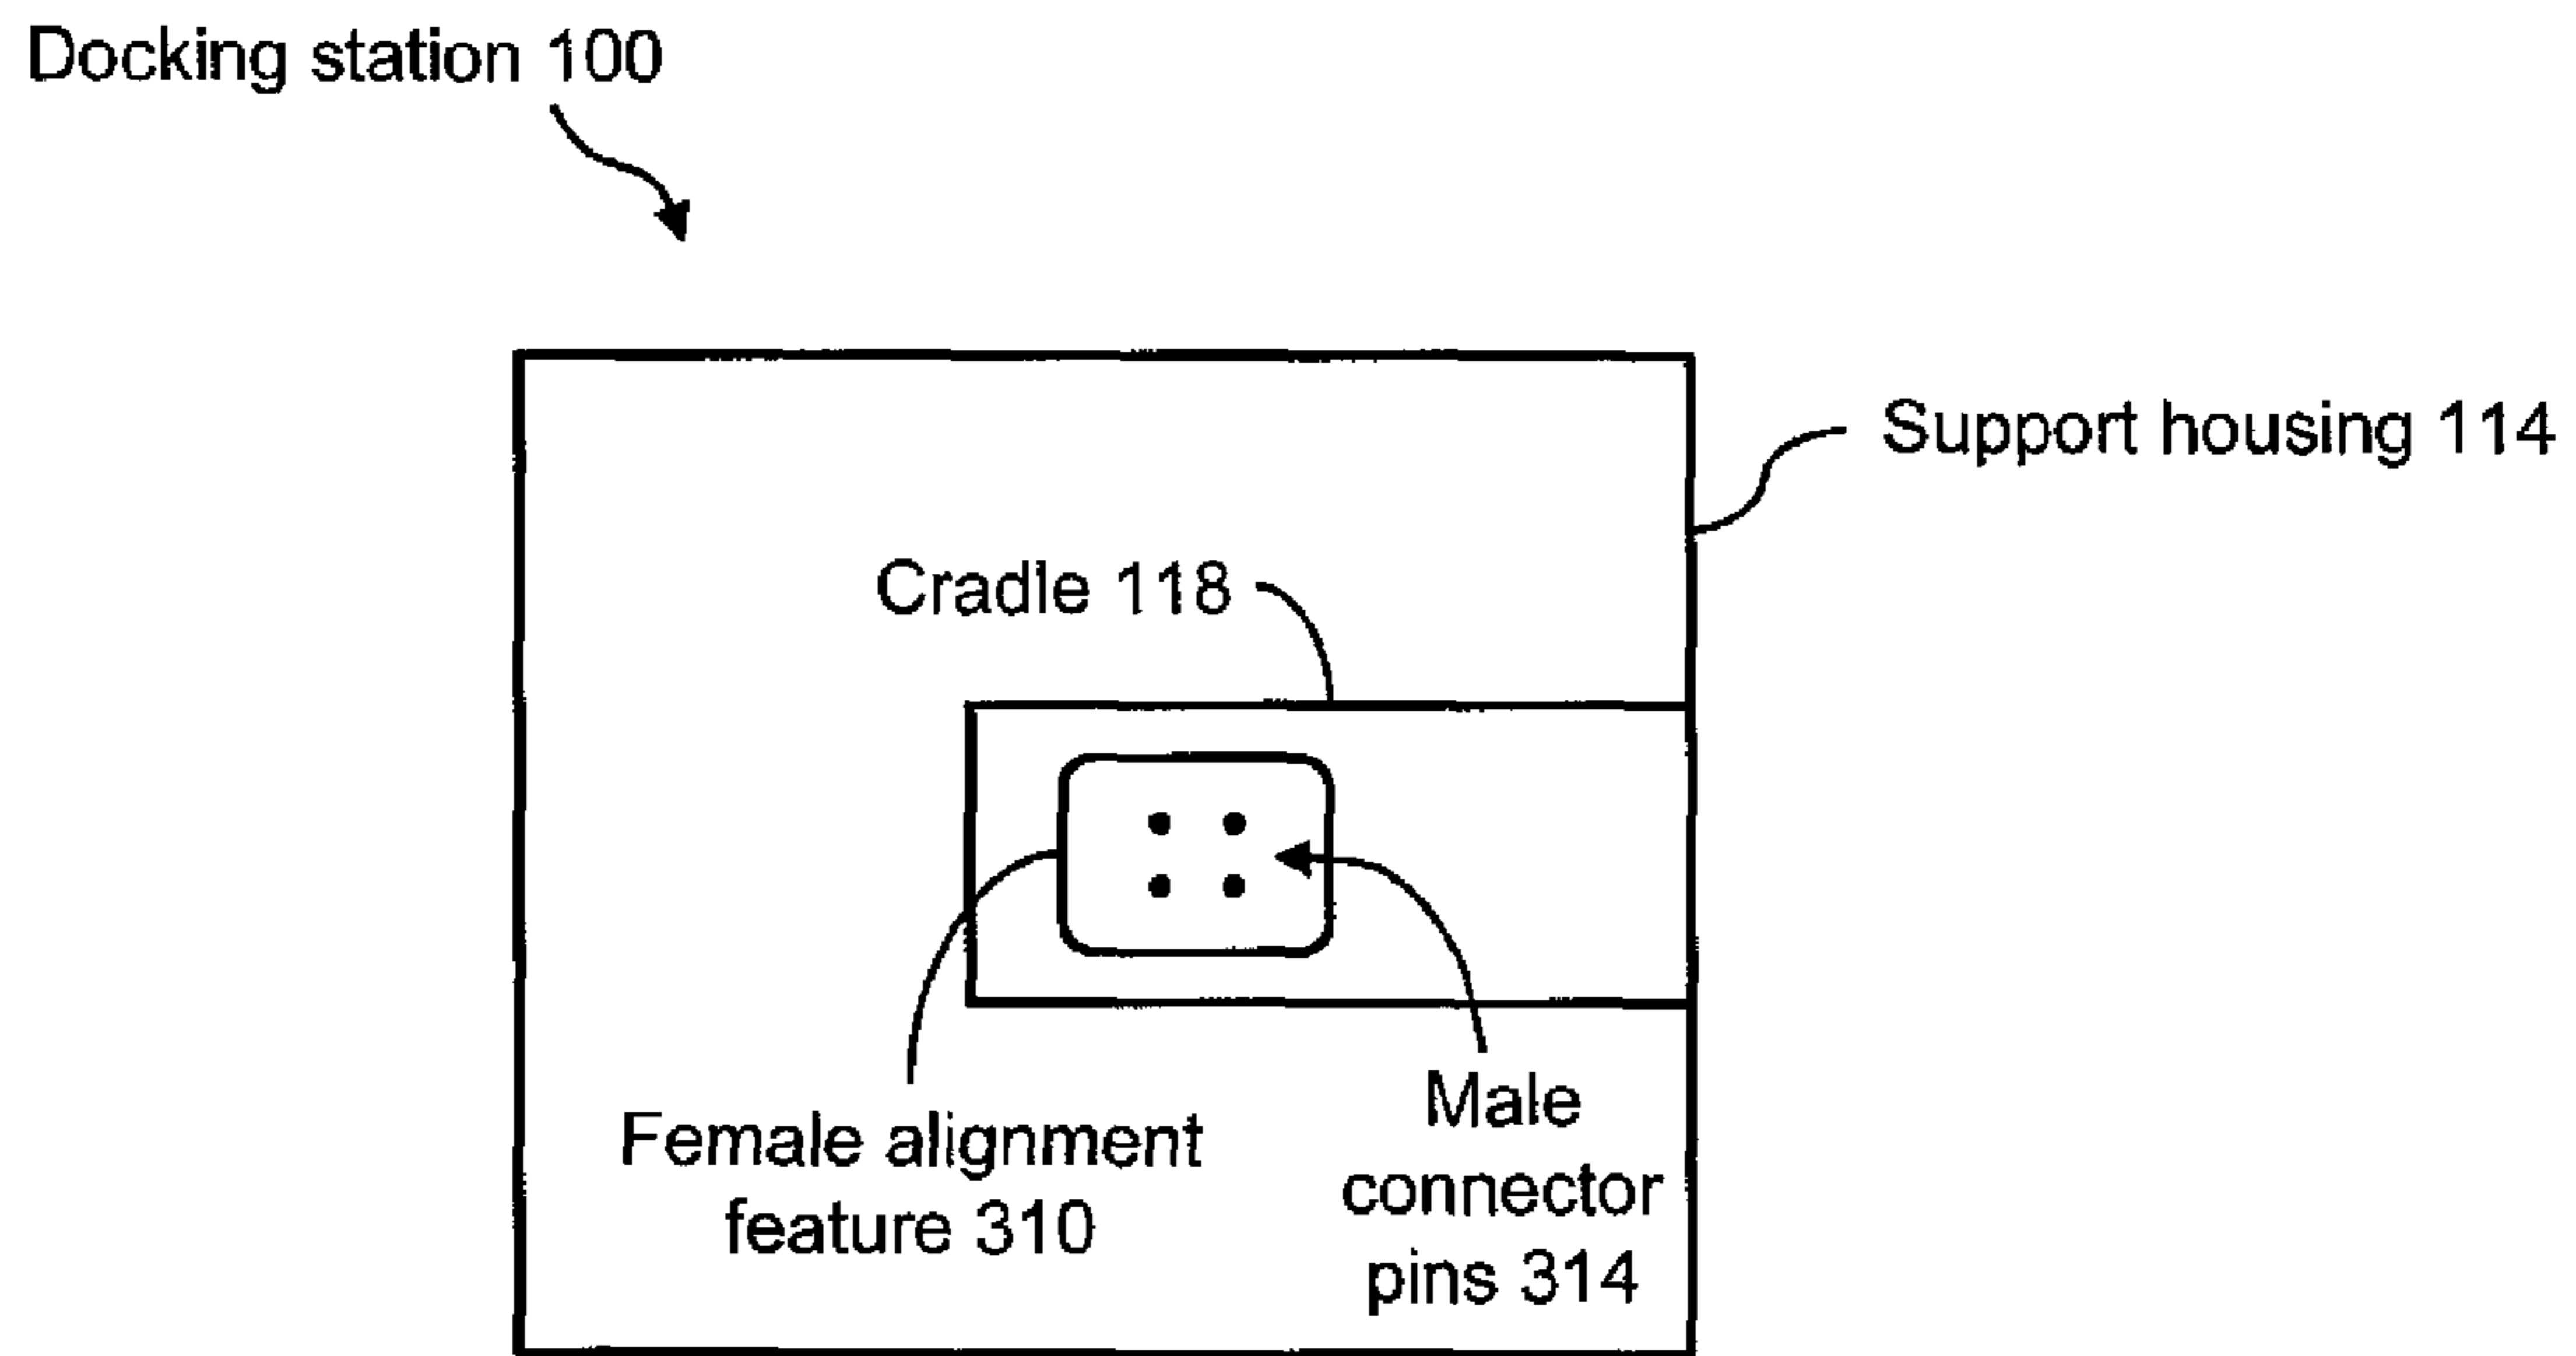 Docking station 100
Support housing 114
Cradle 118
Female alignment
feature 310
Male
connector
pins 314